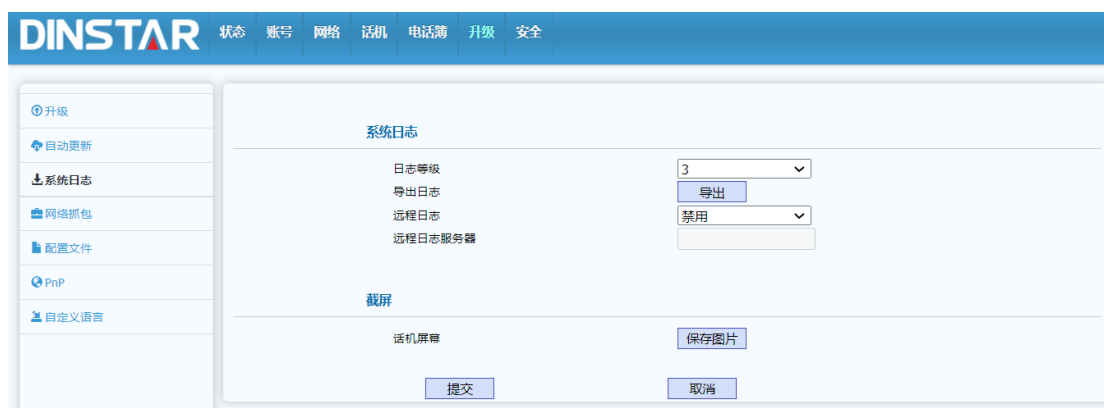 DINSTAR 状态 账号 网络 话机 电话簿 升级 安全
升级
自动更新
系统日志
网络抓包
配置文件
PnP
自定义语言
系统日志
日志等级 3
导出日志 导出
远程日志 禁用
远程日志服务器
截屏
话机屏幕 保存图片
提交 取消